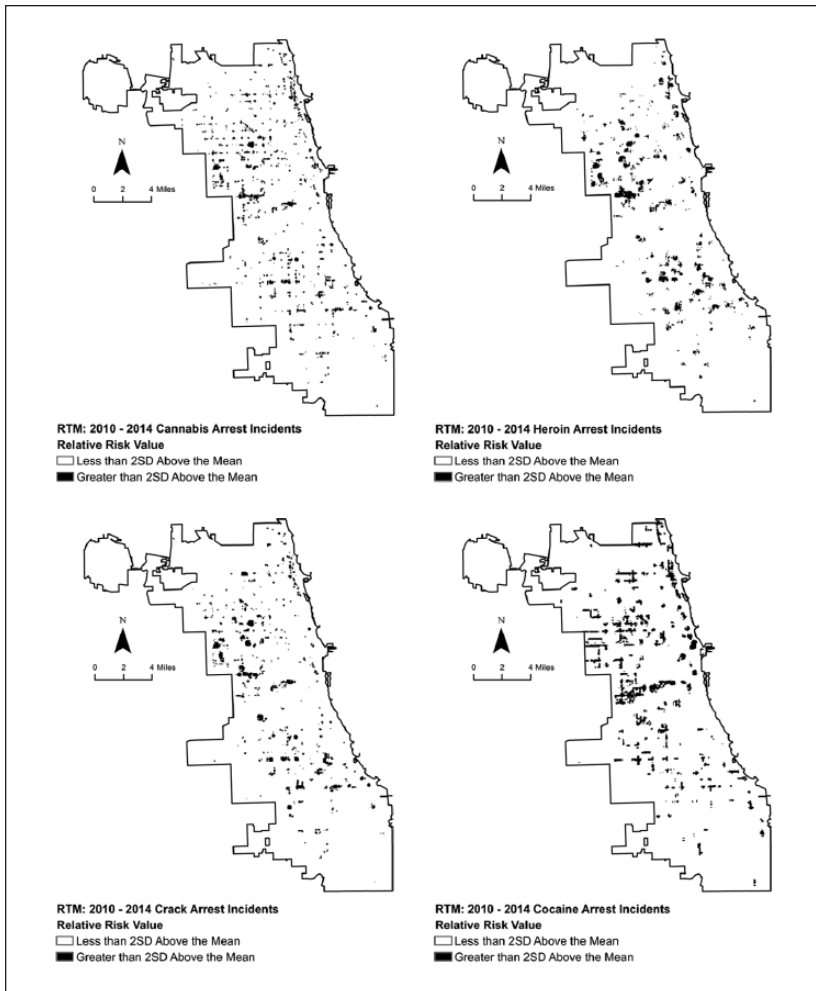 N
0 2 4 Miles
RTM: 2010 - 2014 Cannabis Arrest Incidents
Relative Risk Value
Less than 2SD Above the Mean
Greater than 2SD Above the Mean
N
0 2 4 Miles
RTM: 2010 - 2014 Heroin Arrest Incidents
Relative Risk Value
Less than 2SD Above the Mean
Greater than 2SD Above the Mean
N
0 2 4 Miles
RTM: 2010 - 2014 Crack Arrest Incidents
Relative Risk Value
Less than 2SD Above the Mean
Greater than 2SD Above the Mean
N
0 2 4 Miles
RTM: 2010 - 2014 Cocaine Arrest Incidents
Relative Risk Value
Less than 2SD Above the Mean
Greater than 2SD Above the Mean